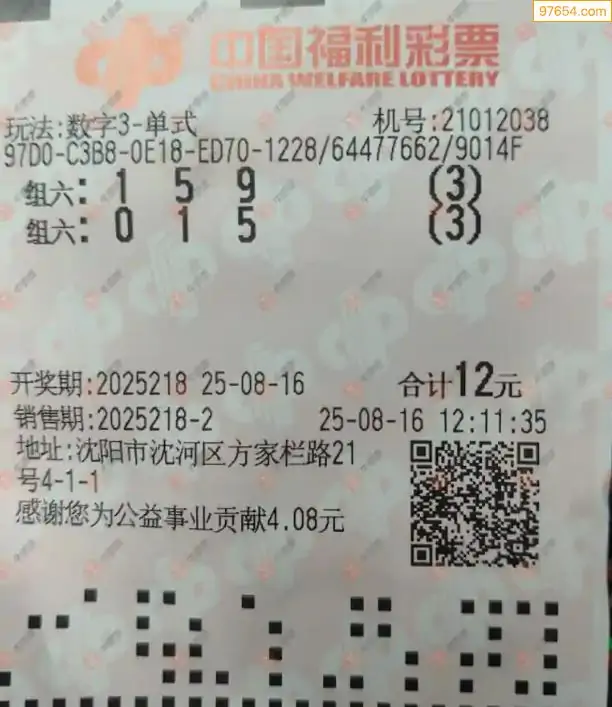 97654.com
中国福利彩票
CHINA WELFARE LOTTERY
玩法:数字3-单式 机号:21012038
97D0-C3B8-0E18-ED70-1228/64477662/9014F
组六: 1 5 9 (3)
组六: 0 1 5 (3)
开奖期:2025218 25-08-16 合计12元
销售期:2025218-2 25-08-16 12:11:35
地址:沈阳市沈河区方家栏路21
号4-1-1
感谢您为公益事业贡献4.08元